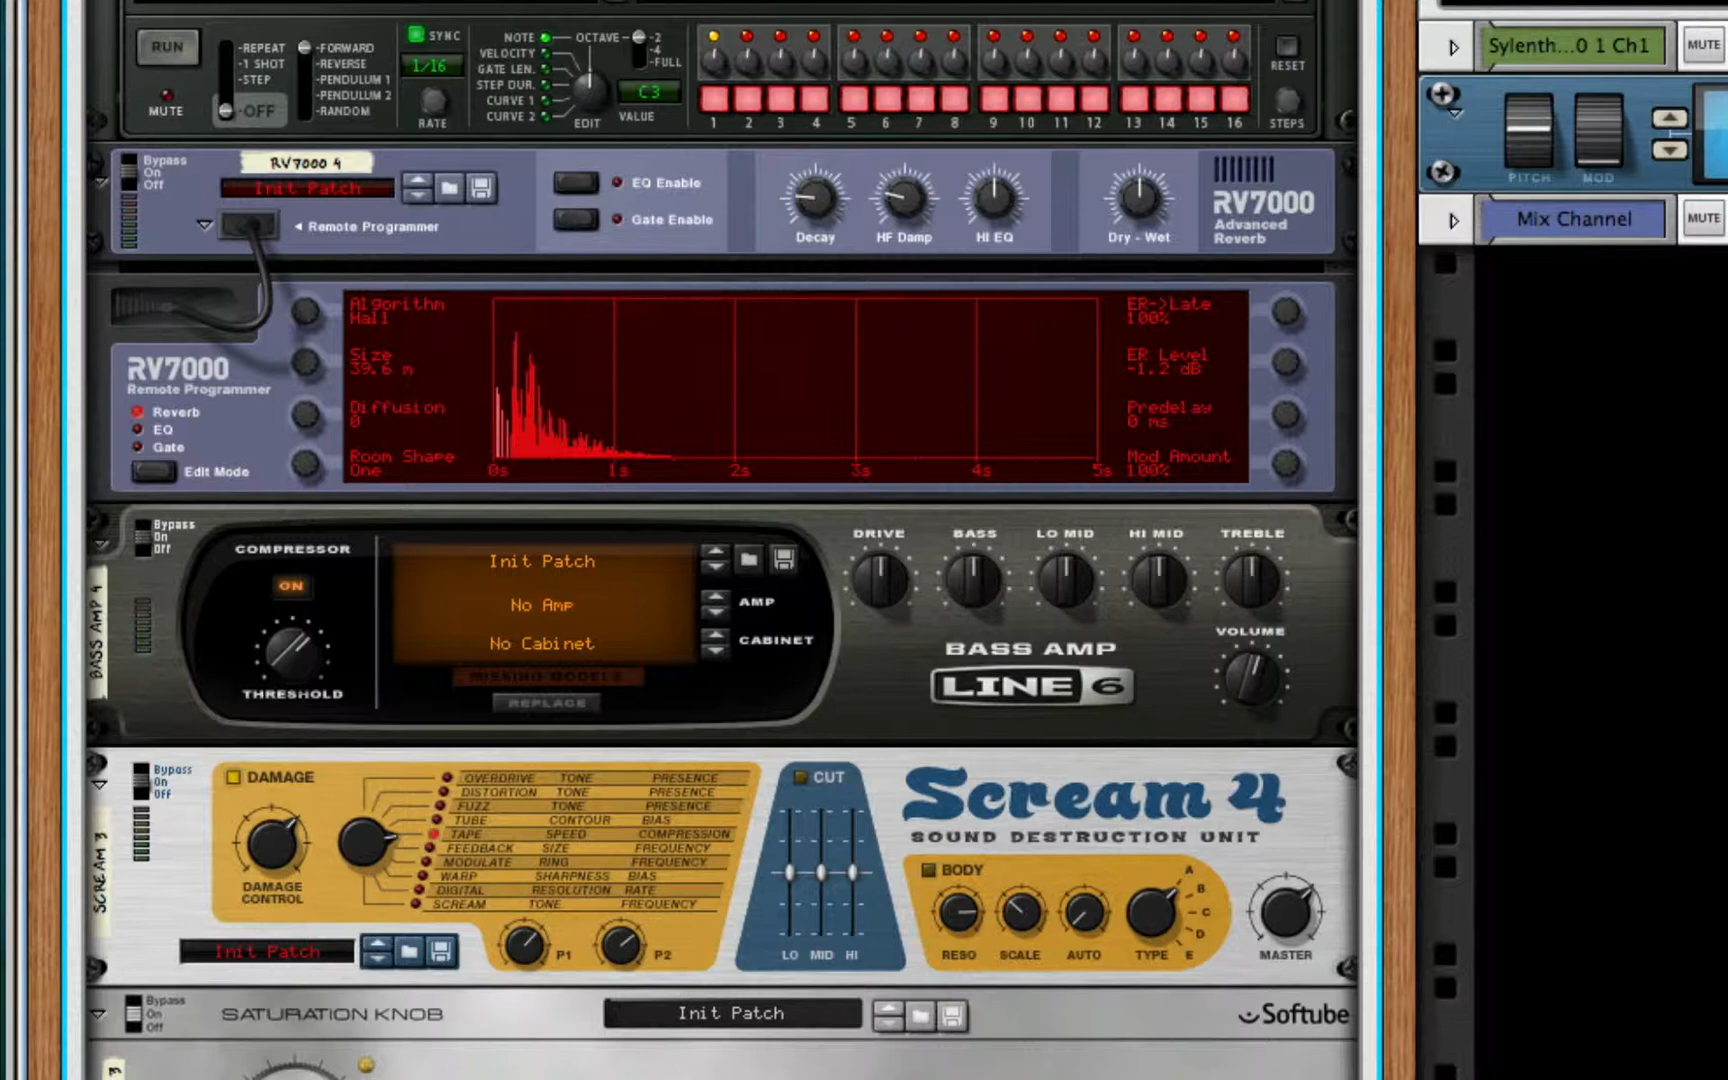 RUN
MUTE
-REPEAT
-1 SHOT
-STEP
-OFF
-FORWARD
-REVERSE
-PENDULUM 1
-PENDULUM 2
-RANDOM
SYNC
1/16
RATE
NOTE
VELOCITY
GATE LEN.
STEP DUR.
CURVE 1
CURVE 2
OCTAVE
-2
-4
-FULL
EDIT
C3
VALUE
1 2 3 4 5 6 7 8 9 10 11 12 13 14 15 16
RESET
STEPS
Sylenth...0 1 Ch1
MUTE
PITCH
MOD
Mix Channel
MUTE
Bypass
On
Off
RV7000 4
Init Patch
Remote Programmer
EQ Enable
Gate Enable
Decay
HF Damp
HI EQ
Dry - Wet
RV7000
Advanced
Reverb
RV7000
Remote Programmer
Reverb
EQ
Gate
Edit Mode
Algorithm
Hall
Size
39.6 m
Diffusion
0
Room Shape
One
0s 1s 2s 3s 4s 5s
ER->Late
100%
ER Level
-1.2 dB
Predelay
0 ms
Mod Amount
100%
Bypass
On
Off
BASS AMP 4
COMPRESSOR
ON
THRESHOLD
Init Patch
No Amp
No Cabinet
MISSING MODELS
REPLACE
AMP
CABINET
DRIVE BASS LO MID HI MID TREBLE
BASS AMP
LINE 6
VOLUME
Bypass
On
Off
SCREAM 3
DAMAGE
DAMAGE
CONTROL
OVERDRIVE TONE PRESENCE
DISTORTION TONE PRESENCE
FUZZ TONE PRESENCE
TUBE CONTOUR BIAS
TAPE SPEED COMPRESSION
FEEDBACK SIZE FREQUENCY
MODULATE RING FREQUENCY
WARP SHARPNESS BIAS
DIGITAL RESOLUTION RATE
SCREAM TONE FREQUENCY
Init Patch
P1
P2
CUT
LO MID HI
Scream 4
SOUND DESTRUCTION UNIT
BODY
A
B
C
D
E
RESO SCALE AUTO TYPE
MASTER
Bypass
On
Off
SATURATION KNOB
Init Patch
Softube
3